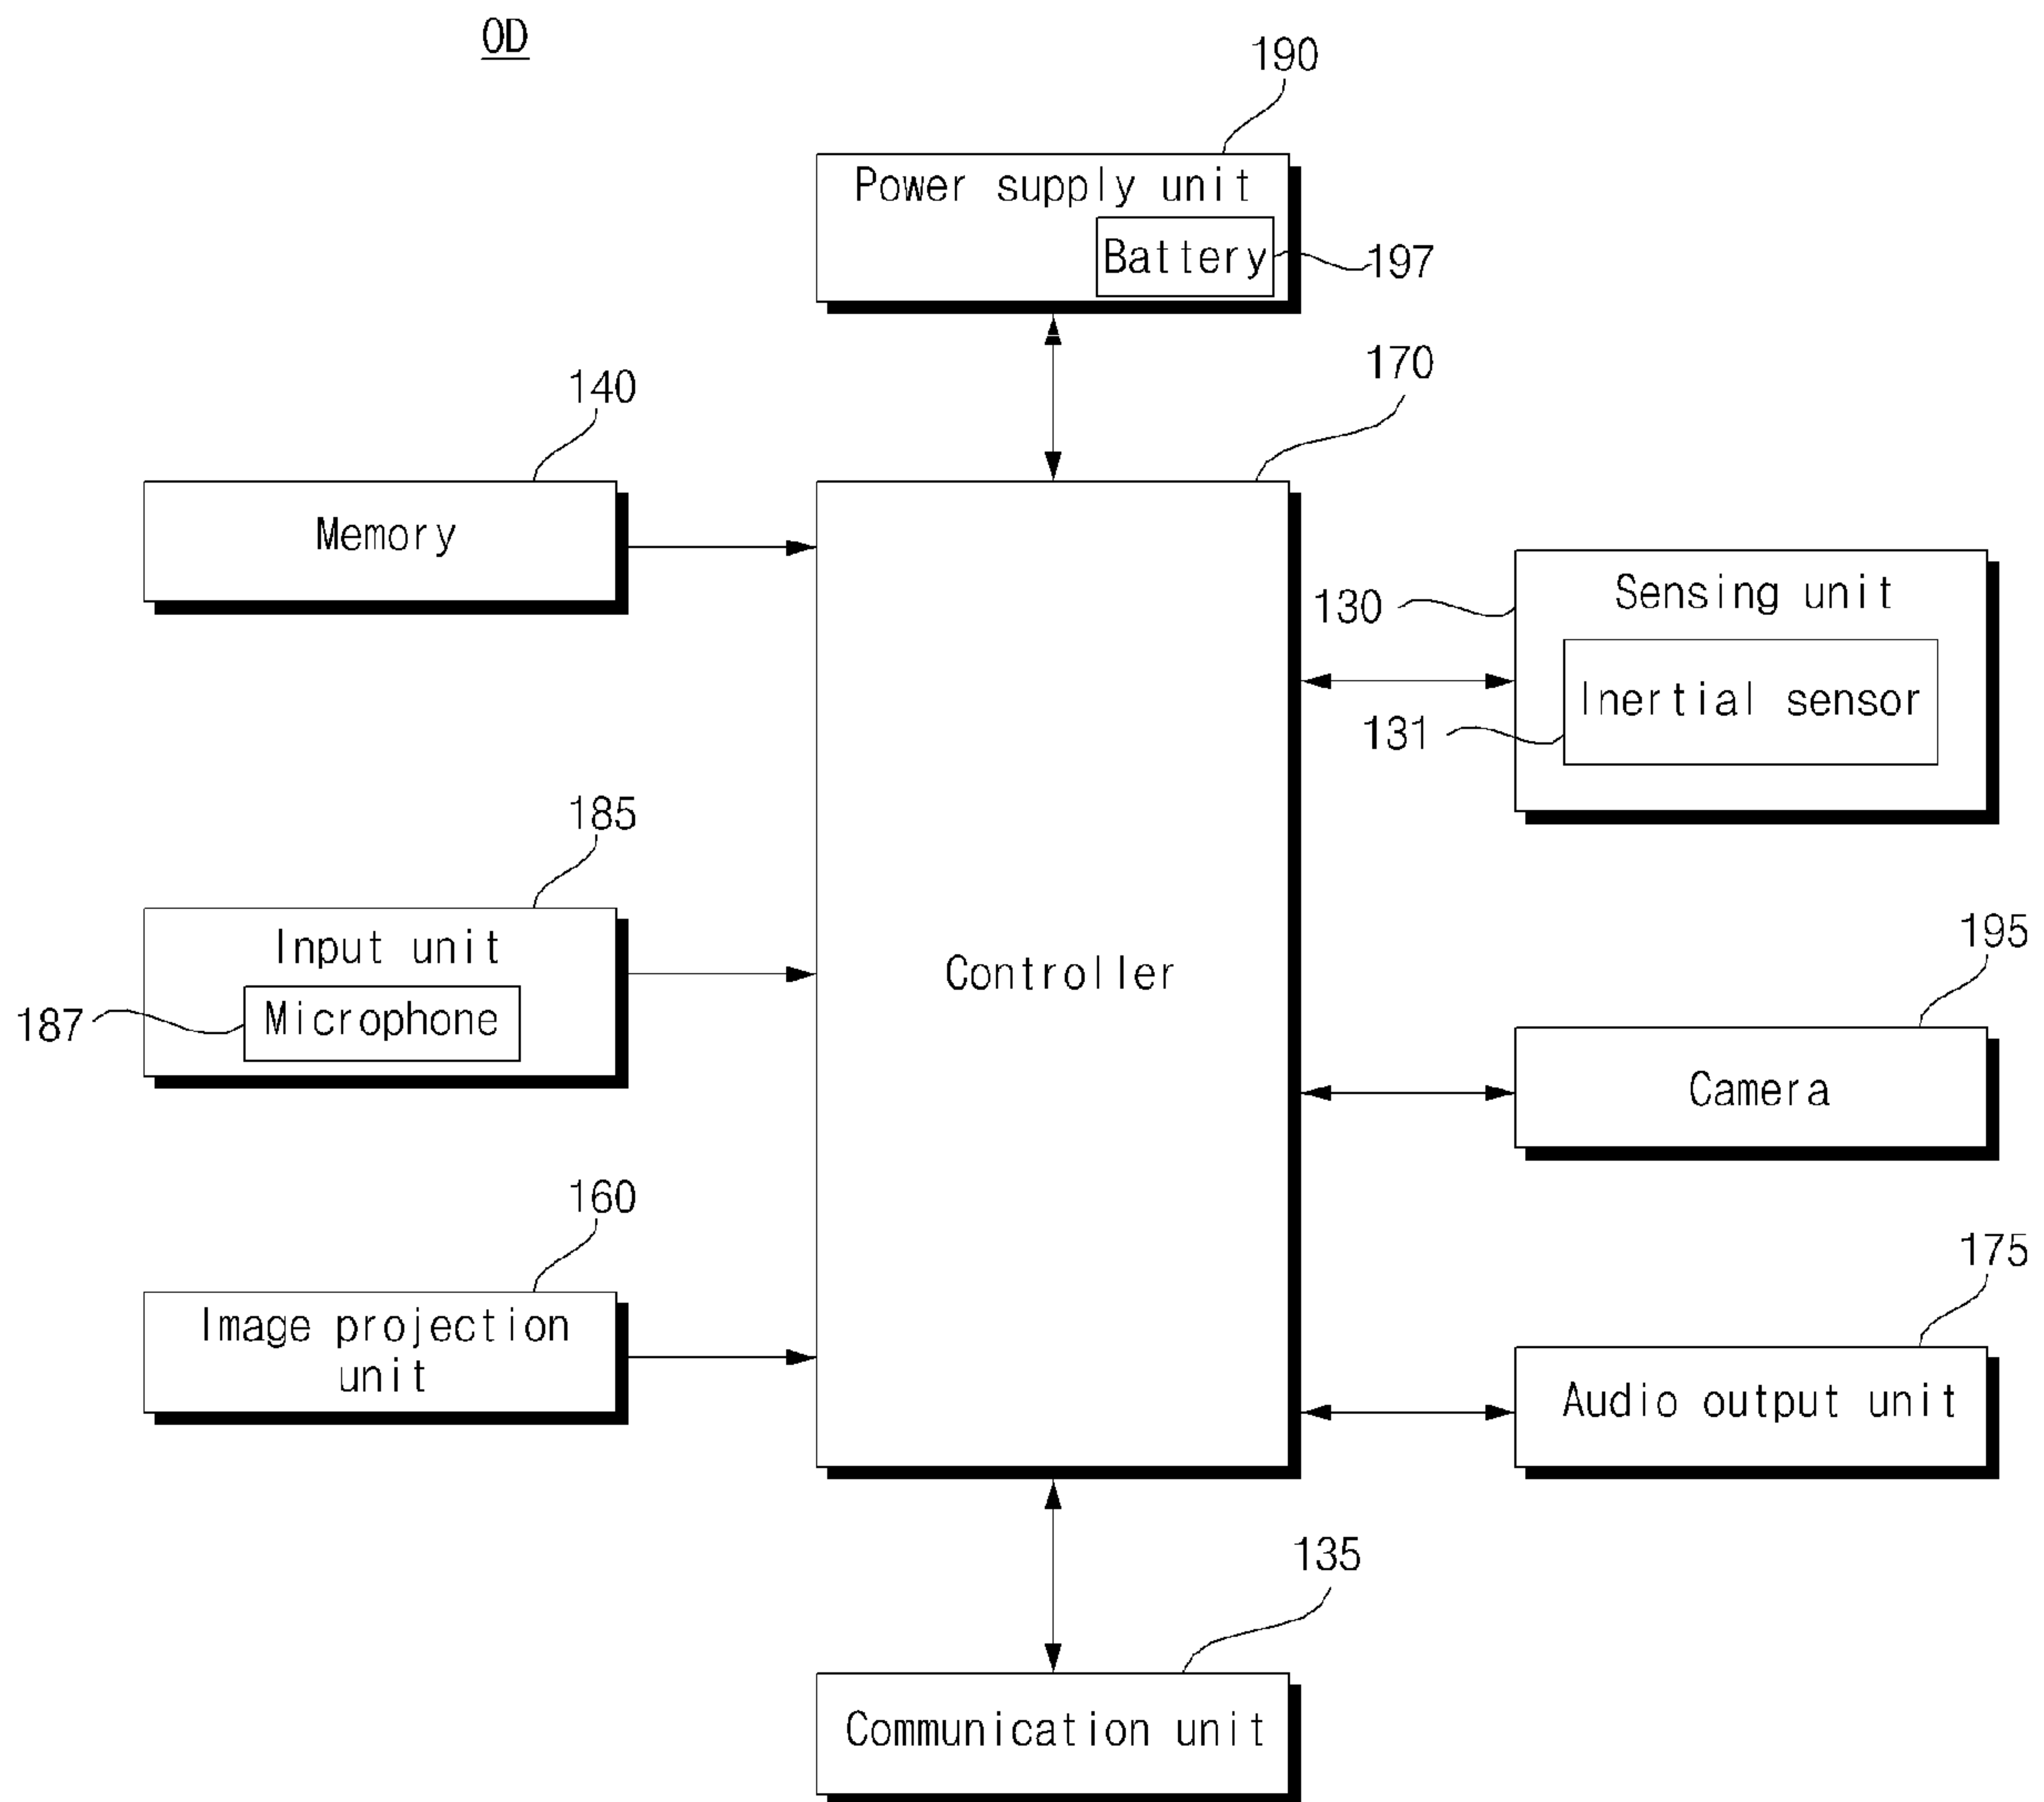 OD
190
Power supply unit
Battery
197
170
140
Memory
130
Sensing unit
Inertial sensor
131
185
Input unit
187
Microphone
Controller
195
Camera
160
Image projection
unit
175
Audio output unit
135
Communication unit